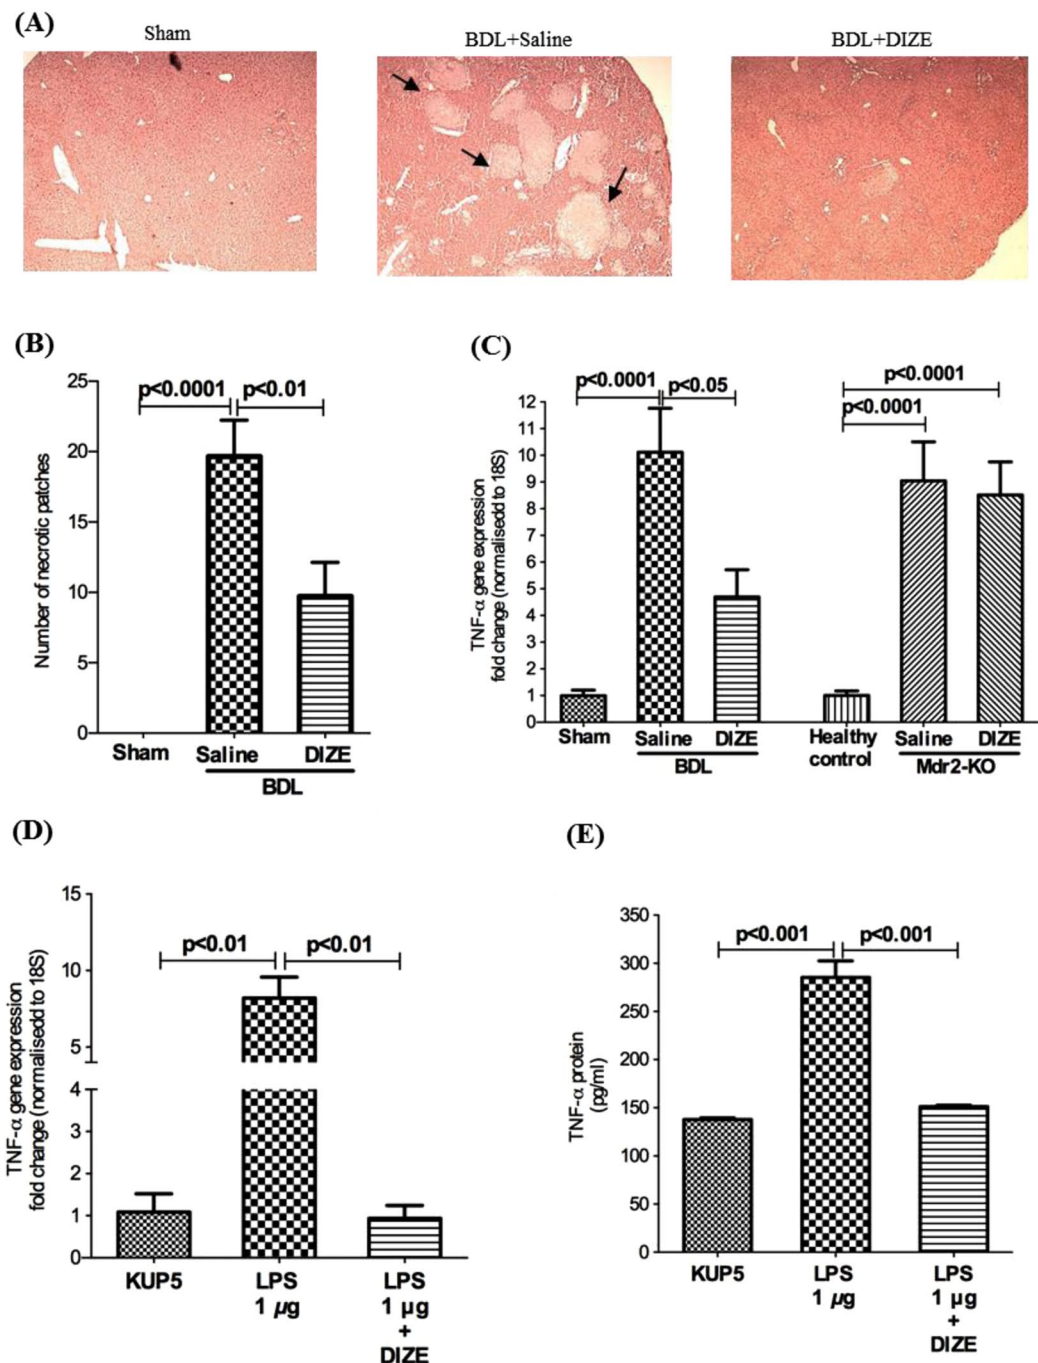 (A)
Sham
BDL+Saline
BDL+DIZE
(B)
Number of necrotic patches
25
20
15
10
5
0
p<0.0001
p<0.01
Sham
Saline
DIZE
BDL
(C)
TNF-α gene expression
fold change (normalisedd to 18S)
12
11
10
9
8
7
6
5
4
3
2
1
0
p<0.0001
p<0.05
p<0.0001
p<0.0001
Sham
Saline
DIZE
BDL
Healthy
control
Saline
DIZE
Mdr2-KO
(D)
TNF-α gene expression
fold change (normalisedd to 18S)
15
10
5
4
3
2
1
0
p<0.01
p<0.01
KUP5
LPS
1 µg
LPS
1 µg
+
DIZE
(E)
TNF-α protein
(pg/ml)
350
300
250
200
150
100
50
0
p<0.001
p<0.001
KUP5
LPS
1 µg
LPS
1 µg
+
DIZE